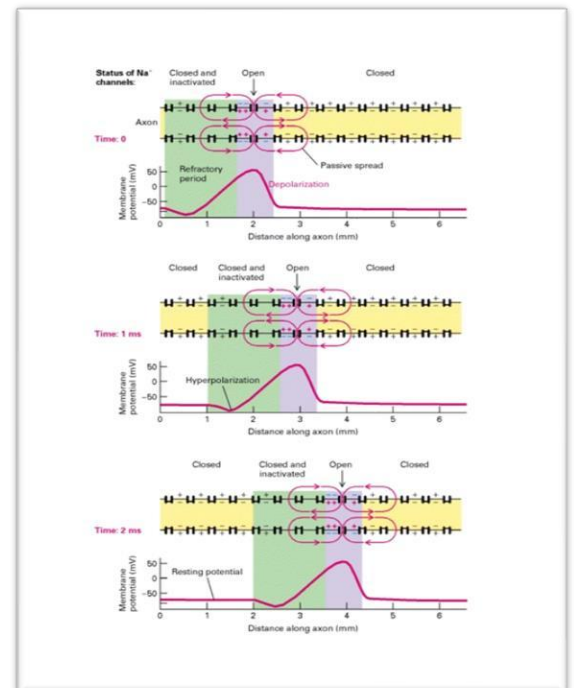 Status of Na+ channels:
Closed and inactivated
Open
Closed
Axon
Time: 0
Passive spread
Refractory period
Depolarization
Membrane potential (mV)
50
0
−50
0 1 2 3 4 5 6
Distance along axon (mm)
Closed
Closed and inactivated
Open
Closed
Time: 1 ms
Hyperpolarization
Membrane potential (mV)
50
0
−50
0 1 2 3 4 5 6
Distance along axon (mm)
Closed
Closed and inactivated
Open
Closed
Time: 2 ms
Resting potential
Membrane potential (mV)
50
0
−50
0 1 2 3 4 5 6
Distance along axon (mm)